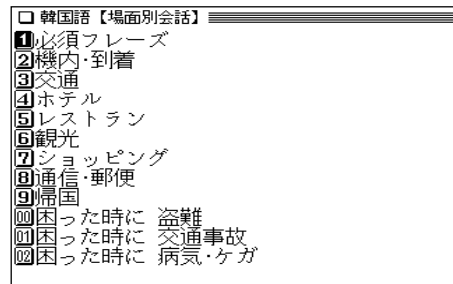 □ 韓国語【場面別会話】
1必須フレーズ
2機内･到着
3交通
4ホテル
5レストラン
6観光
7ショッピング
8通信･郵便
9帰国
00困った時に 盗難
01困った時に 交通事故
02困った時に 病気･ケガ